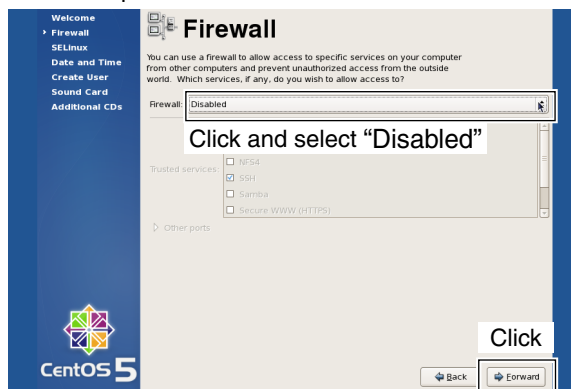 Welcome
Firewall
SELinux
Date and Time
Create User
Sound Card
Additional CDs
CentOS 5
Firewall
You can use a firewall to allow access to specific services on your computer
from other computers and prevent unauthorized access from the outside
world. Which services, if any, do you wish to allow access to?
Firewall: Disabled
Click and select “Disabled”
Trusted services:
NFS4
SSH
Samba
Secure WWW (HTTPS)
Other ports
Click
Back
Forward